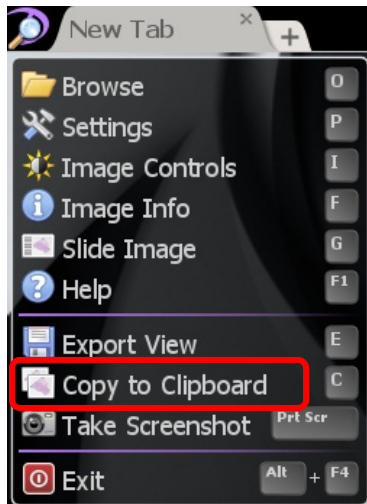 New Tab × +
Browse O
Settings P
Image Controls I
Image Info F
Slide Image G
Help F1
Export View E
Copy to Clipboard C
Take Screenshot Prt Scr
Exit Alt + F4